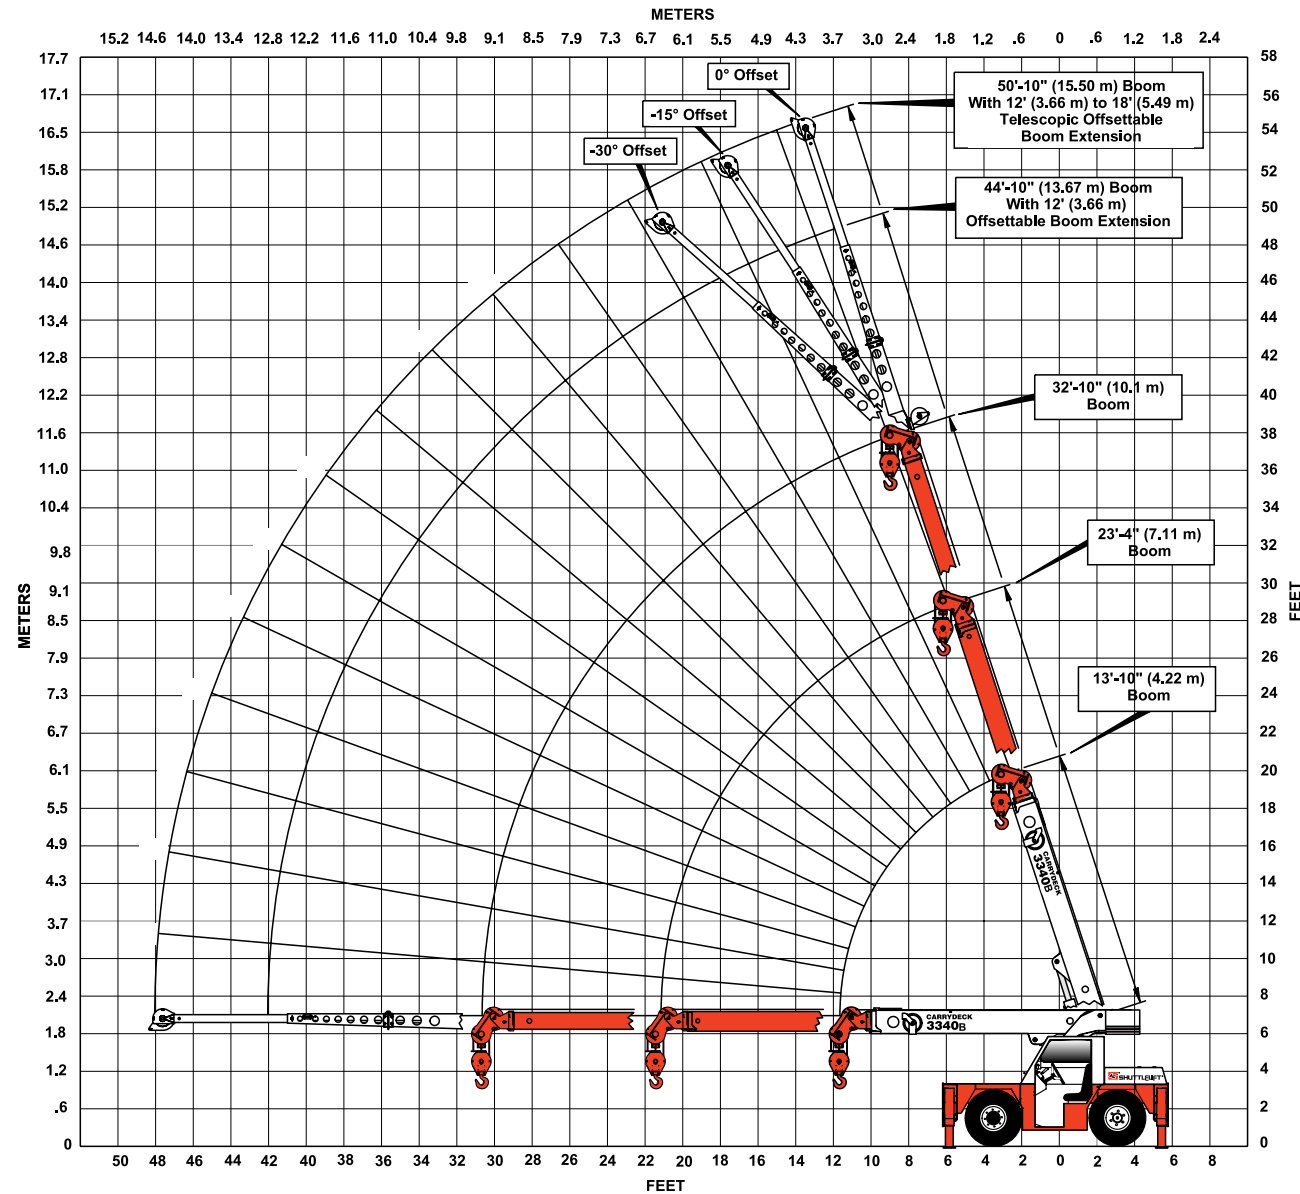 METERS
15.2 14.6 14.0 13.4 12.8 12.2 11.6 11.0 10.4 9.8 9.1 8.5 7.9 7.3 6.7 6.1 5.5 4.9 4.3 3.7 3.0 2.4 1.8 1.2 .6 0 .6 1.2 1.8 2.4
17.7 58
17.1 56
16.5 54
15.8 52
15.2 50
14.6 48
14.0 46
13.4 44
12.8 42
12.2 40
11.6 38
11.0 36
10.4 34
9.8 32
9.1 30
8.5 28
7.9 26
7.3 24
6.7 22
6.1 20
5.5 18
4.9 16
4.3 14
3.7 12
3.0 10
2.4 8
1.8 6
1.2 4
.6 2
0 0
METERS
FEET
0° Offset
-15° Offset
-30° Offset
50'-10" (15.50 m) Boom
With 12' (3.66 m) to 18' (5.49 m)
Telescopic Offsettable
Boom Extension
44'-10" (13.67 m) Boom
With 12' (3.66 m)
Offsettable Boom Extension
32'-10" (10.1 m)
Boom
23'-4" (7.11 m)
Boom
13'-10" (4.22 m)
Boom
CARRYDECK
3340B
CARRYDECK
3340B
SHUTTLELIFT
50 48 44 42 38 36 34 32 30 28 26 24 22 20 18 16 14 12 10 8 6 4 2 0 2 4 6 8
FEET